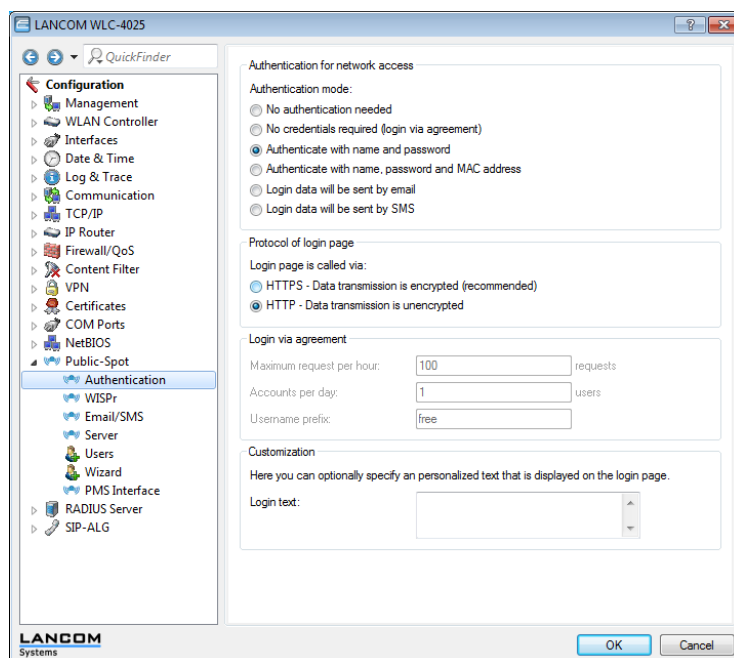 LANCOM WLC-4025
QuickFinder
Configuration
Management
WLAN Controller
Interfaces
Date & Time
Log & Trace
Communication
TCP/IP
IP Router
Firewall/QoS
Content Filter
VPN
Certificates
COM Ports
NetBIOS
Public-Spot
Authentication
WISPr
Email/SMS
Server
Users
Wizard
PMS Interface
RADIUS Server
SIP-ALG
Authentication for network access
Authentication mode:
No authentication needed
No credentials required (login via agreement)
Authenticate with name and password
Authenticate with name, password and MAC address
Login data will be sent by email
Login data will be sent by SMS
Protocol of login page
Login page is called via:
HTTPS - Data transmission is encrypted (recommended)
HTTP - Data transmission is unencrypted
Login via agreement
Maximum request per hour: 100 requests
Accounts per day: 1 users
Username prefix: free
Customization
Here you can optionally specify an personalized text that is displayed on the login page.
Login text:
LANCOM
Systems
OK Cancel